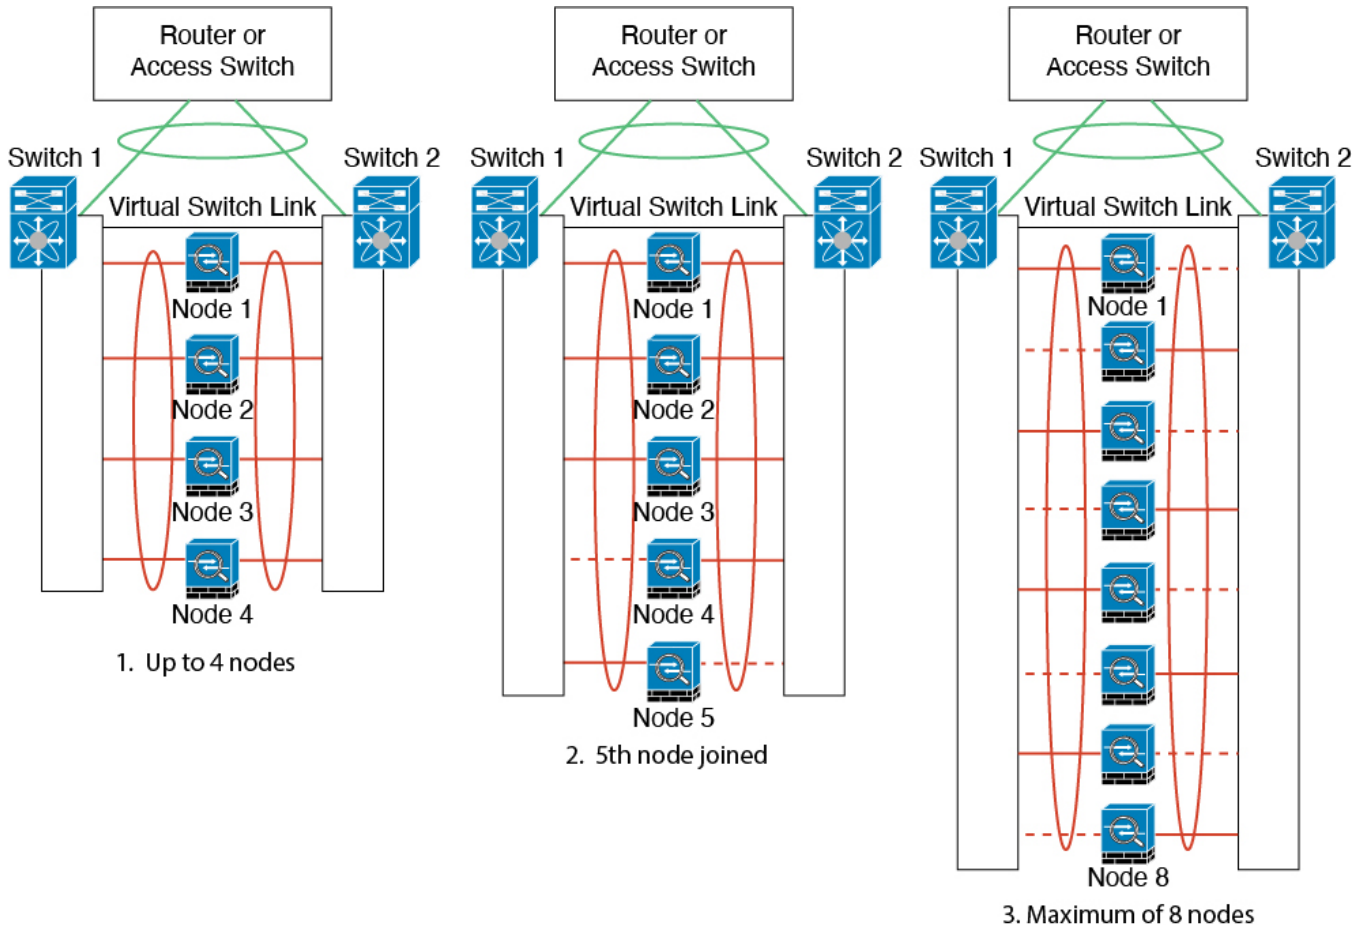 Router or
Access Switch
Switch 1
Switch 2
Virtual Switch Link
Node 1
Node 2
Node 3
Node 4
1. Up to 4 nodes
Router or
Access Switch
Switch 1
Switch 2
Virtual Switch Link
Node 1
Node 2
Node 3
Node 4
Node 5
2. 5th node joined
Router or
Access Switch
Switch 1
Switch 2
Virtual Switch Link
Node 1
Node 8
3. Maximum of 8 nodes